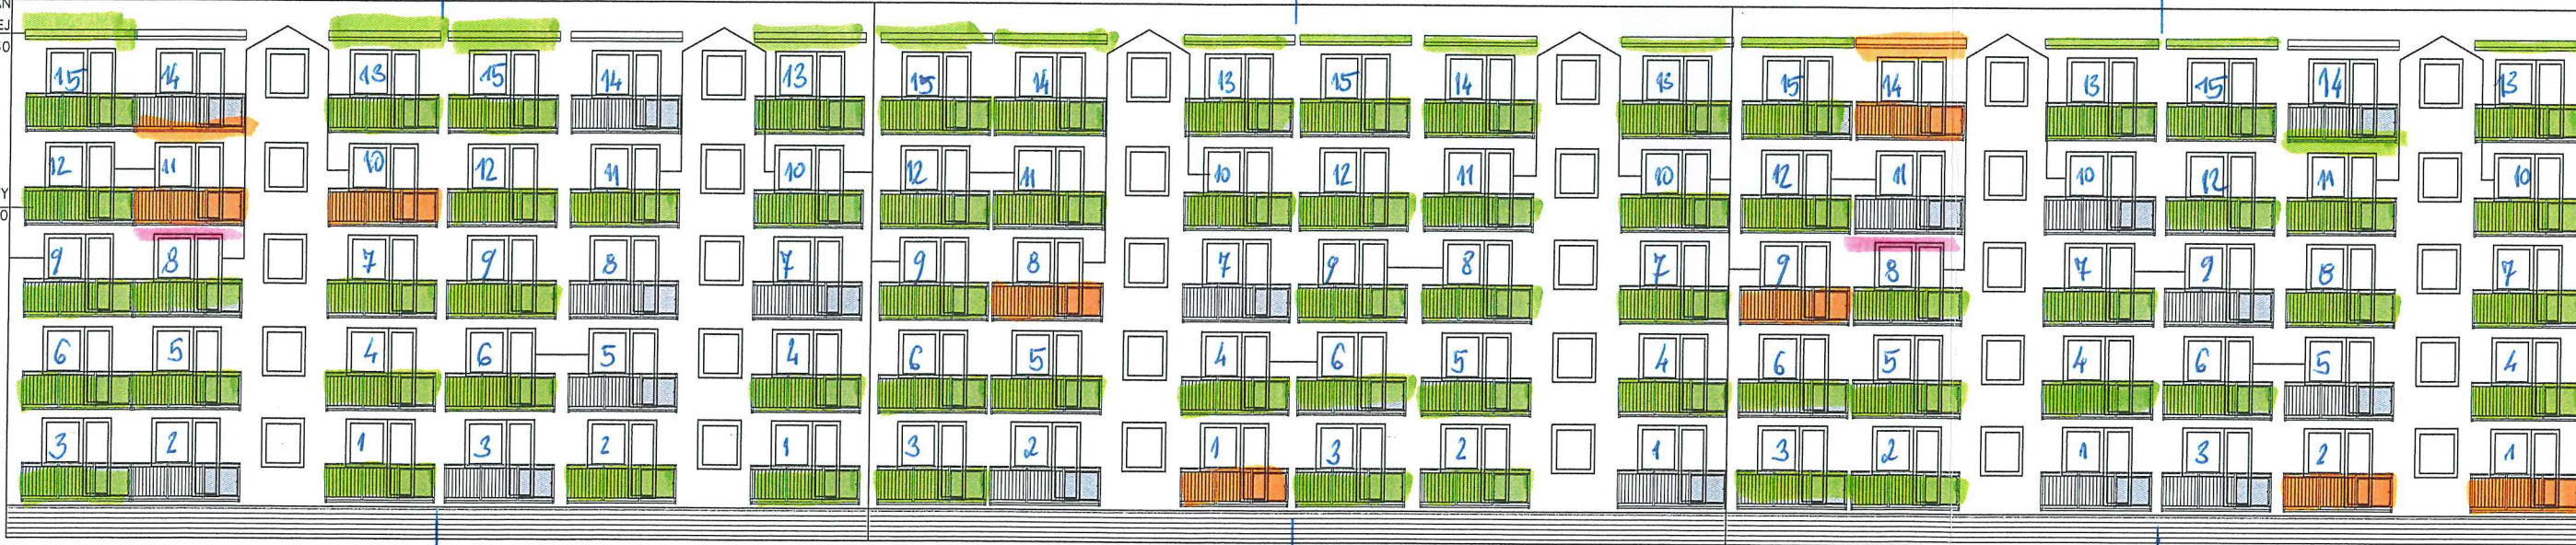 AN
EJ
50
15 14 13 15 14 13 15 14 13 15 14 13 15 14 13 15 14 13
12 11 10 12 11 10 12 11 10 12 11 10 12 11 10 12 11 10
Y
0
9 8 7 9 8 7 9 8 7 9 8 7 9 8 7 9 8 7
6 5 4 6 5 4 6 5 4 6 5 4 6 5 4 6 5 4
3 2 1 3 2 1 3 2 1 3 2 1 3 2 1 3 2 1